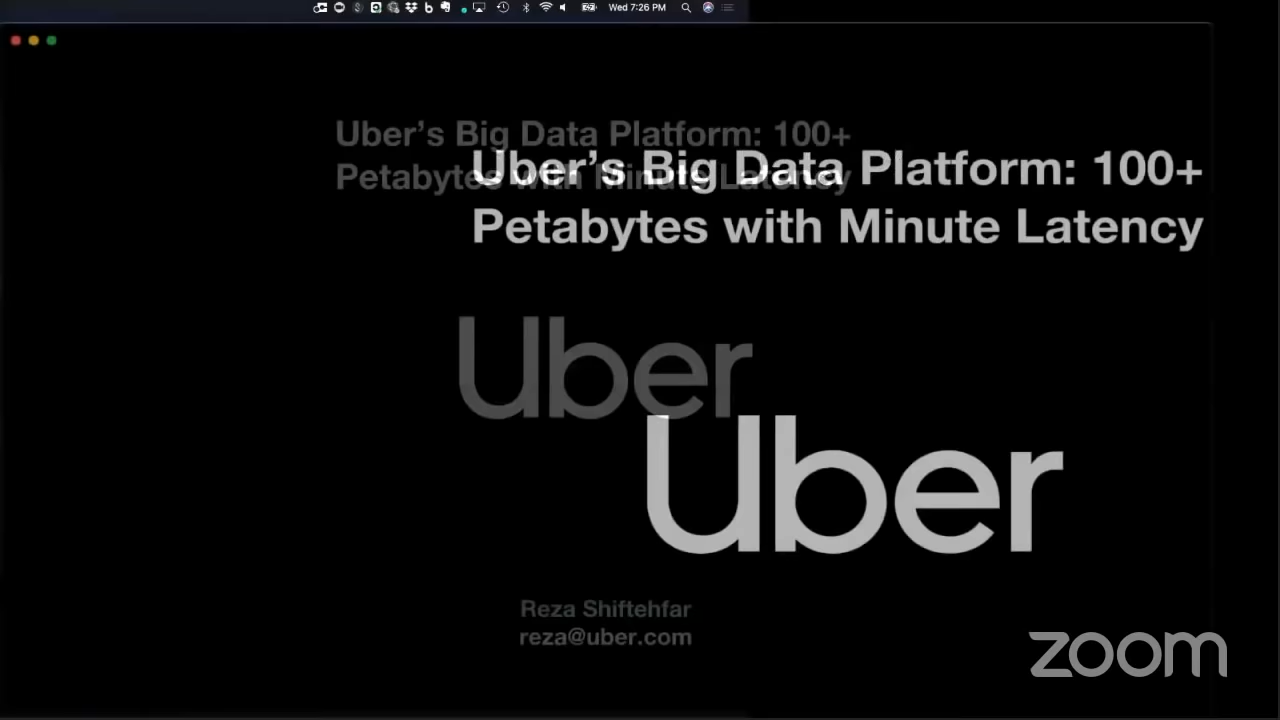 Wed 7:26 PM
Uber’s Big Data Platform: 100+
Petabytes with Minute Latency
Uber’s Big Data Platform: 100+
Petabytes with Minute Latency
Uber
Uber
Reza Shiftehfar
reza@uber.com
zoom